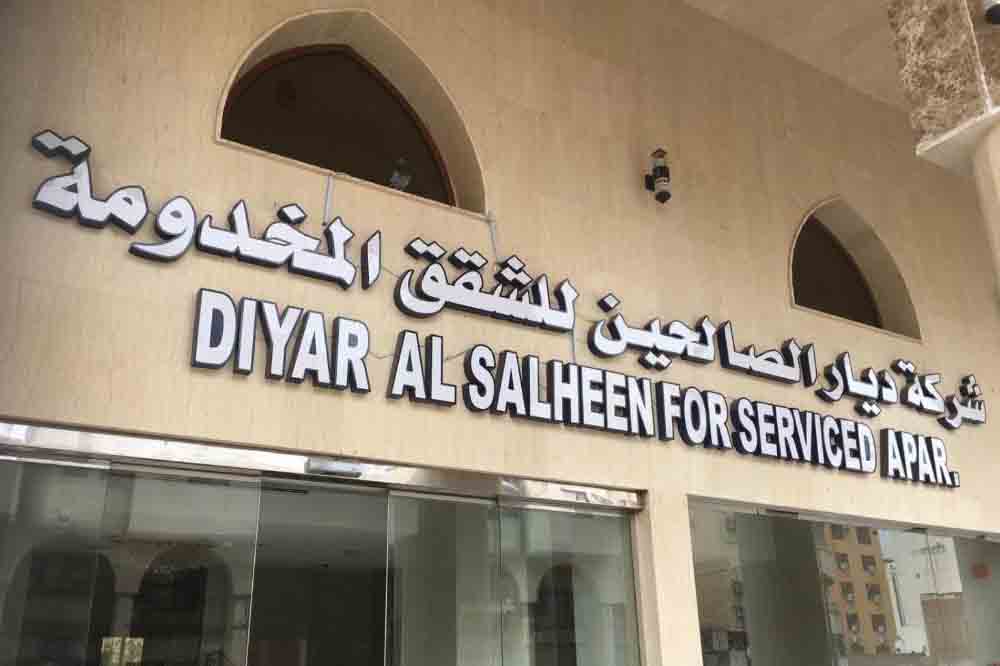 شركة ديار الصالحين للشقق المخدومة
DIYAR AL SALHEEN FOR SERVICED APAR.